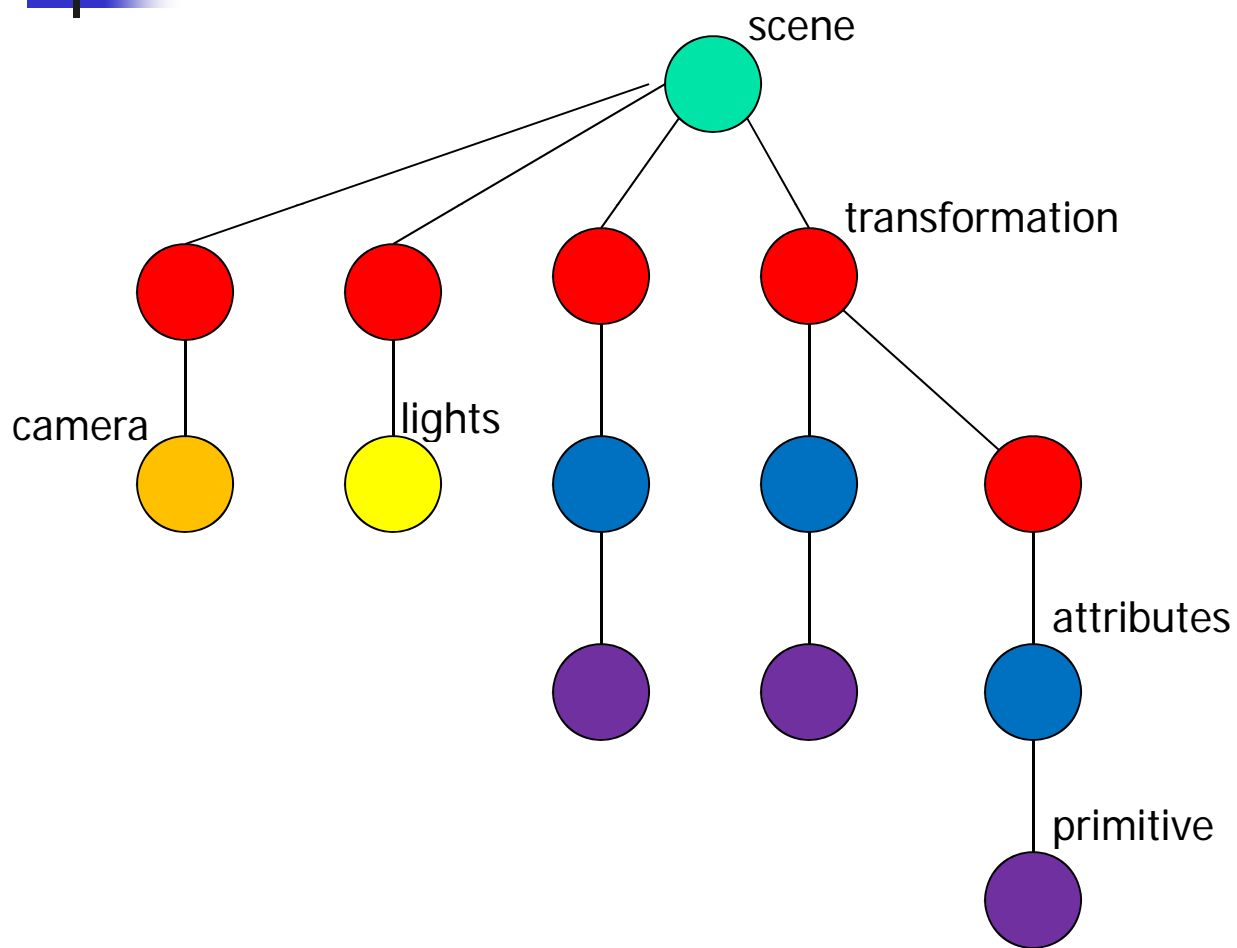 scene
transformation
camera
lights
attributes
primitive